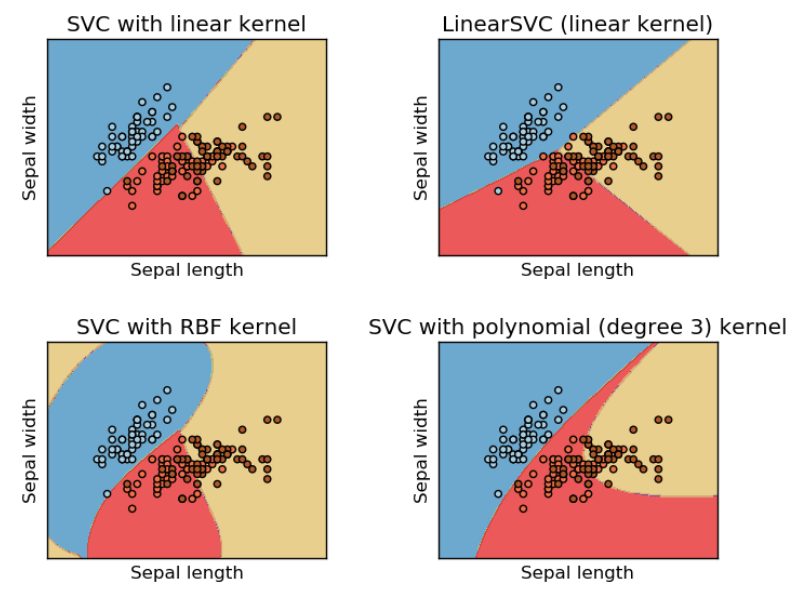 SVC with linear kernel
Sepal width
Sepal length
LinearSVC (linear kernel)
Sepal width
Sepal length
SVC with RBF kernel
Sepal width
Sepal length
SVC with polynomial (degree 3) kernel
Sepal width
Sepal length